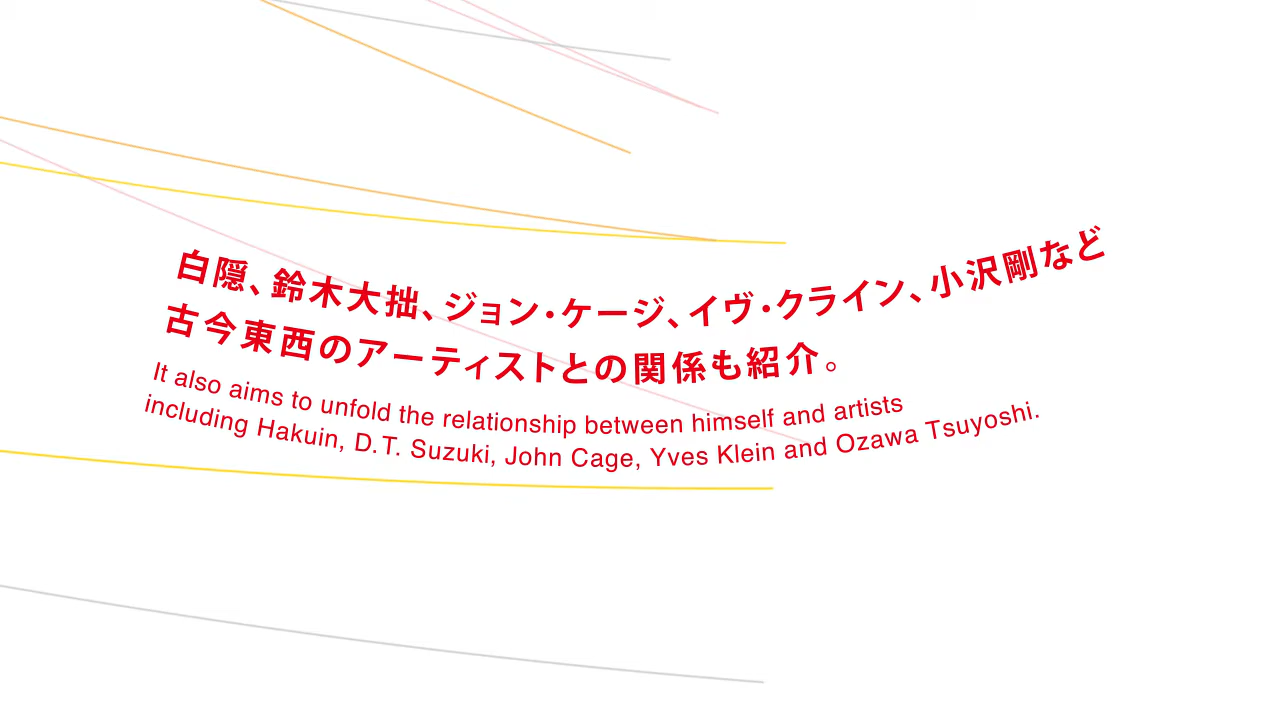 白隠、鈴木大拙、ジョン・ケージ、イヴ・クライン、小沢剛など
古今東西のアーティストとの関係も紹介。
It also aims to unfold the relationship between himself and artists
including Hakuin, D.T. Suzuki, John Cage, Yves Klein and Ozawa Tsuyoshi.